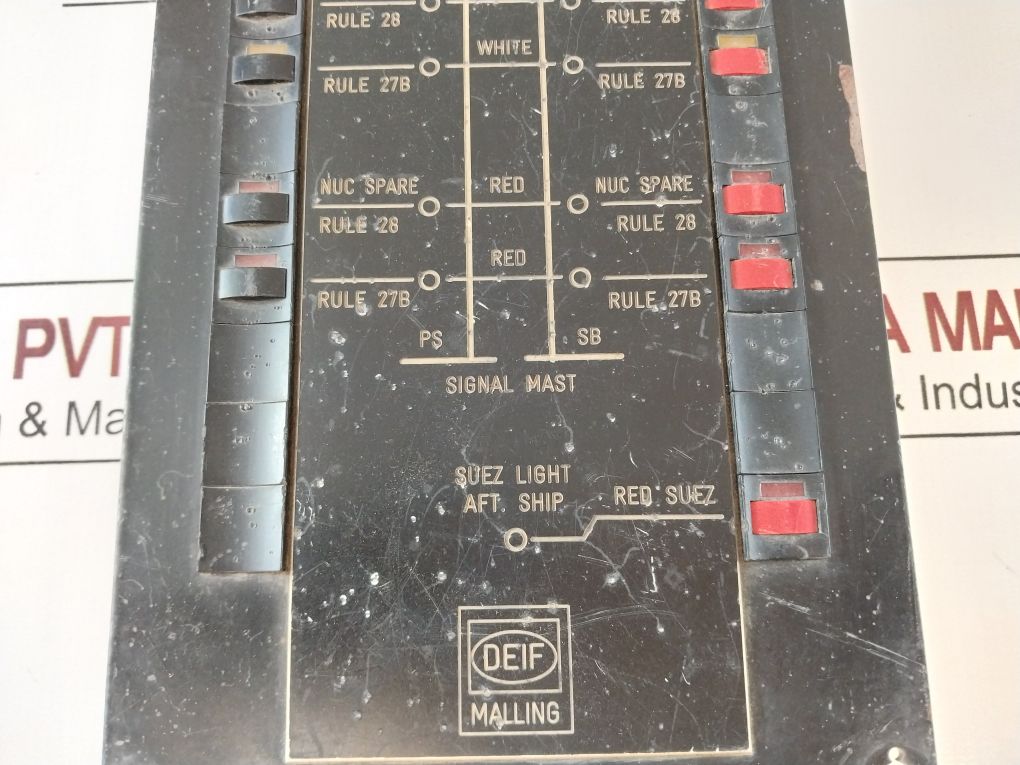 RULE 28 RULE 28
WHITE
RULE 27B RULE 27B
NUC SPARE RED NUC SPARE
RULE 28 RULE 28
RED
RULE 27B RULE 27B
PS SB
SIGNAL MAST
PVT A MA
& Ma & Indus
SUEZ LIGHT
AFT. SHIP RED SUEZ
DEIF
MALLING